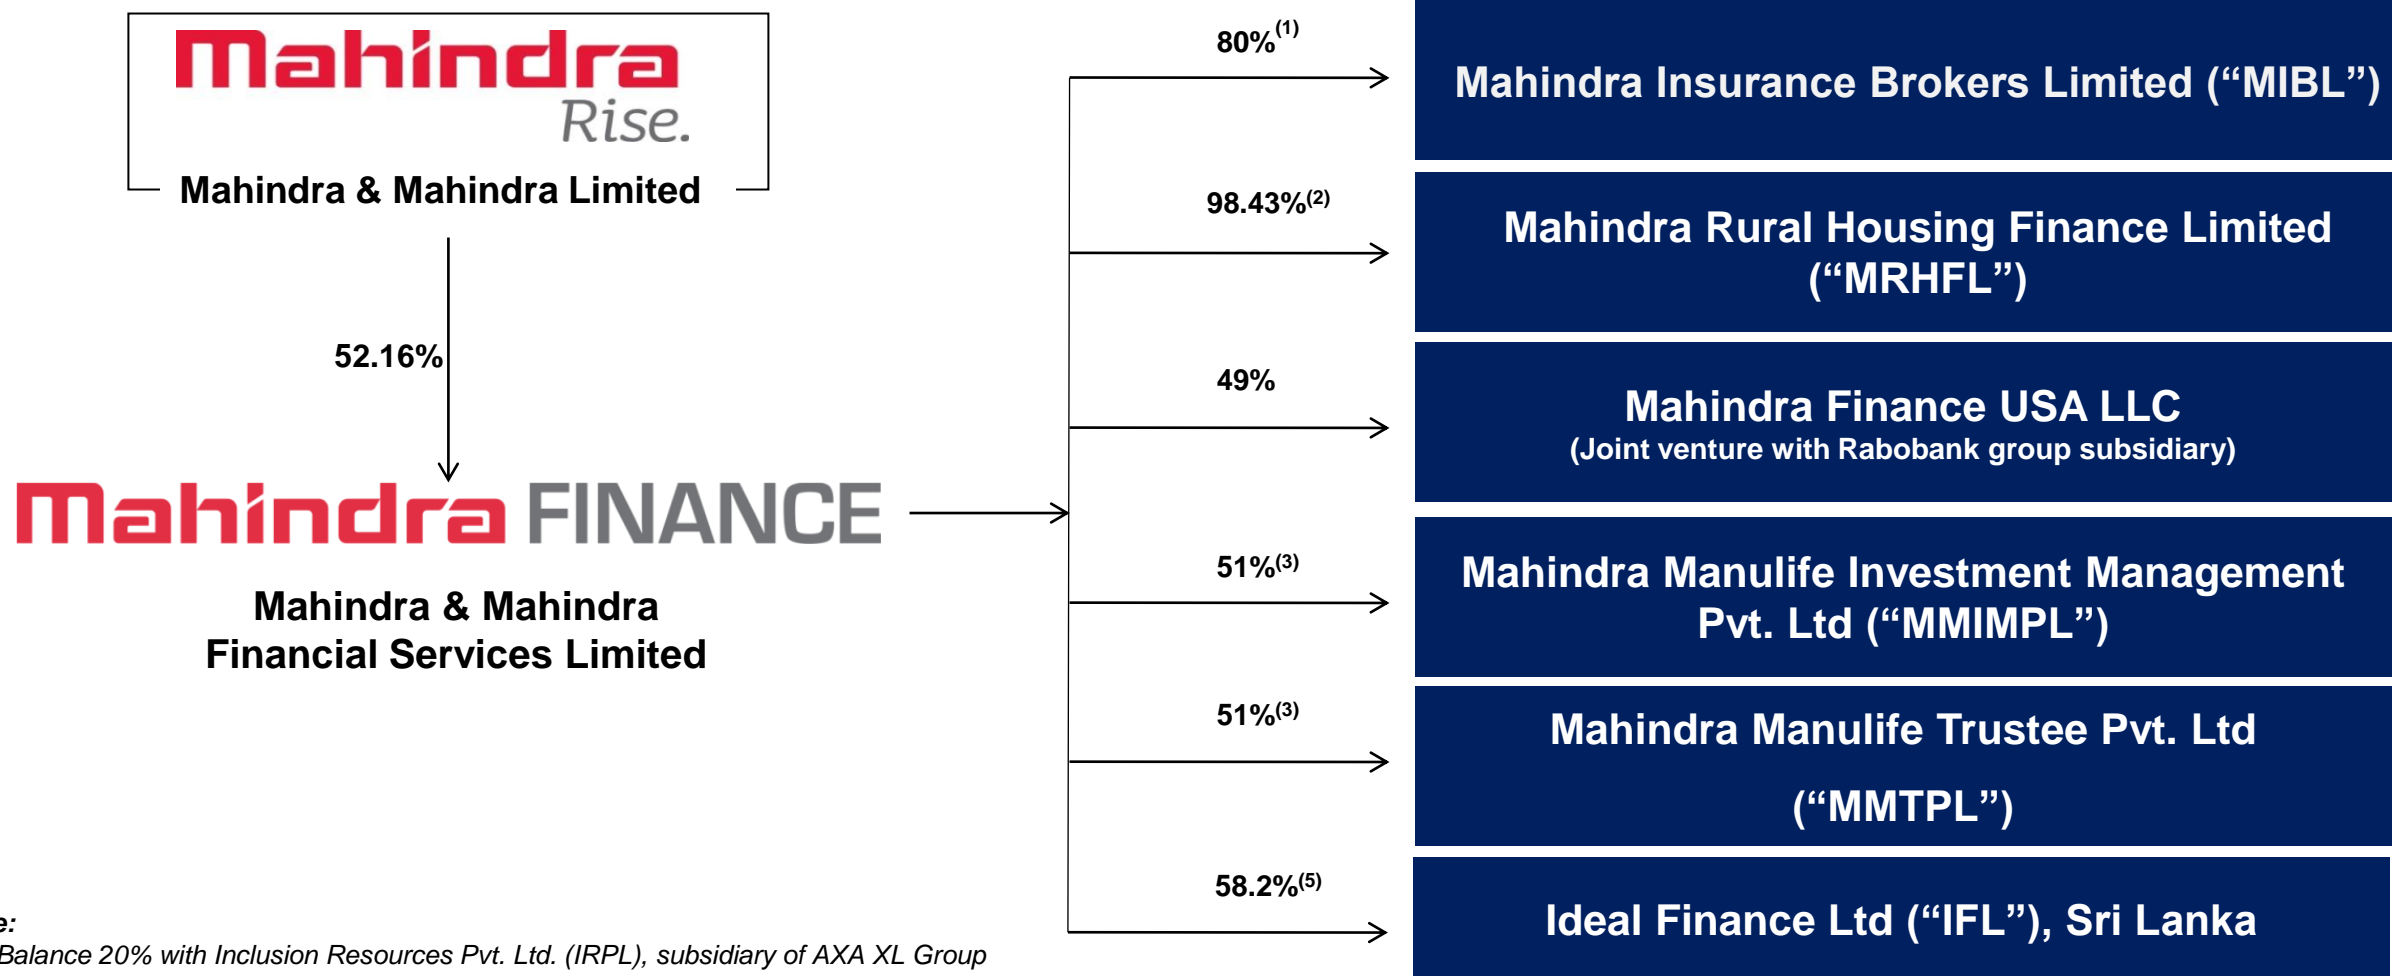 Mahindra
Rise.
Mahindra & Mahindra Limited
52.16%
Mahindra FINANCE
Mahindra & Mahindra
Financial Services Limited
80%(1)
Mahindra Insurance Brokers Limited (“MIBL”)
98.43%(2)
Mahindra Rural Housing Finance Limited
(“MRHFL”)
49%
Mahindra Finance USA LLC
(Joint venture with Rabobank group subsidiary)
51%(3)
Mahindra Manulife Investment Management
Pvt. Ltd (“MMIMPL”)
51%(3)
Mahindra Manulife Trustee Pvt. Ltd
(“MMTPL”)
58.2%(5)
Ideal Finance Ltd (“IFL”), Sri Lanka
e:
Balance 20% with Inclusion Resources Pvt. Ltd. (IRPL), subsidiary of AXA XL Group